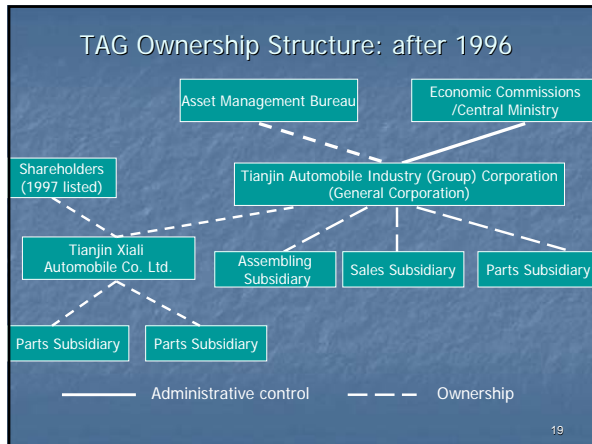 TAG Ownership Structure: after 1996
Asset Management Bureau
Economic Commissions
/Central Ministry
Shareholders
(1997 listed)
Tianjin Automobile Industry (Group) Corporation
(General Corporation)
Tianjin Xiali
Automobile Co. Ltd.
Assembling
Subsidiary
Sales Subsidiary
Parts Subsidiary
Parts Subsidiary
Parts Subsidiary
Administrative control
Ownership
19